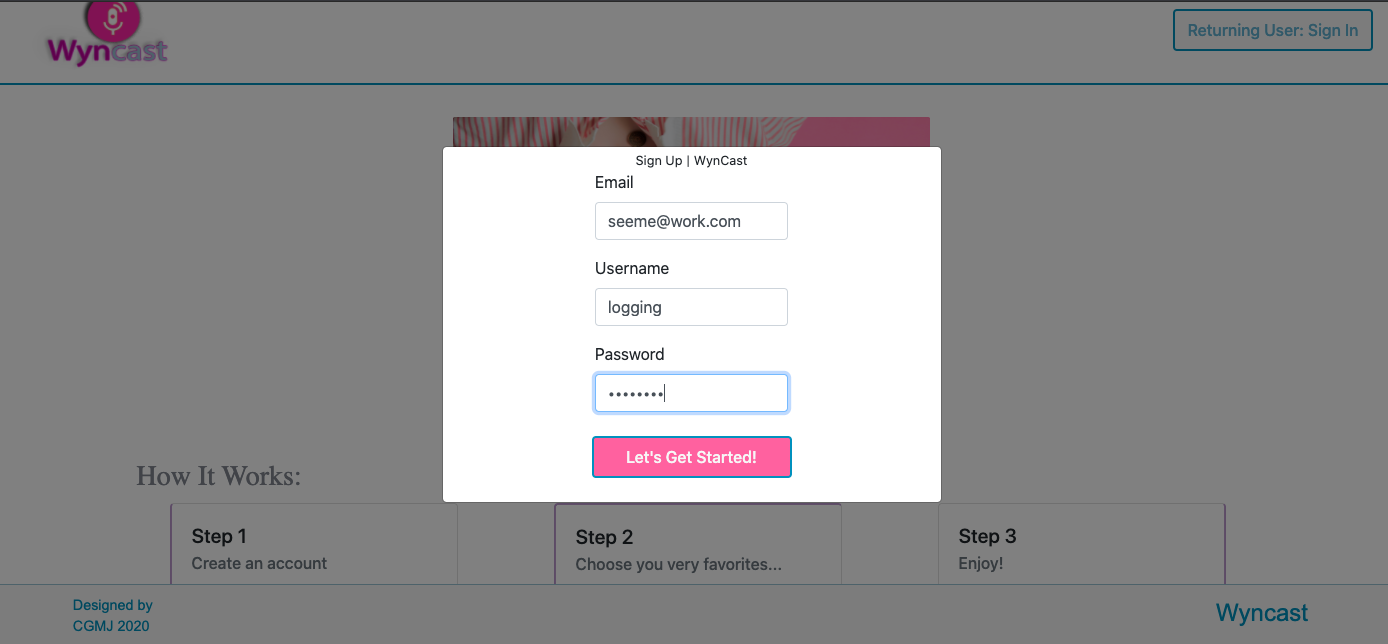 Wyncast
Returning User: Sign In
Sign Up | WynCast
Email
seeme@work.com
Username
logging
Password
••••••••
Let's Get Started!
How It Works:
Step 1
Create an account
Step 2
Choose you very favorites...
Step 3
Enjoy!
Designed by
CGMJ 2020
Wyncast